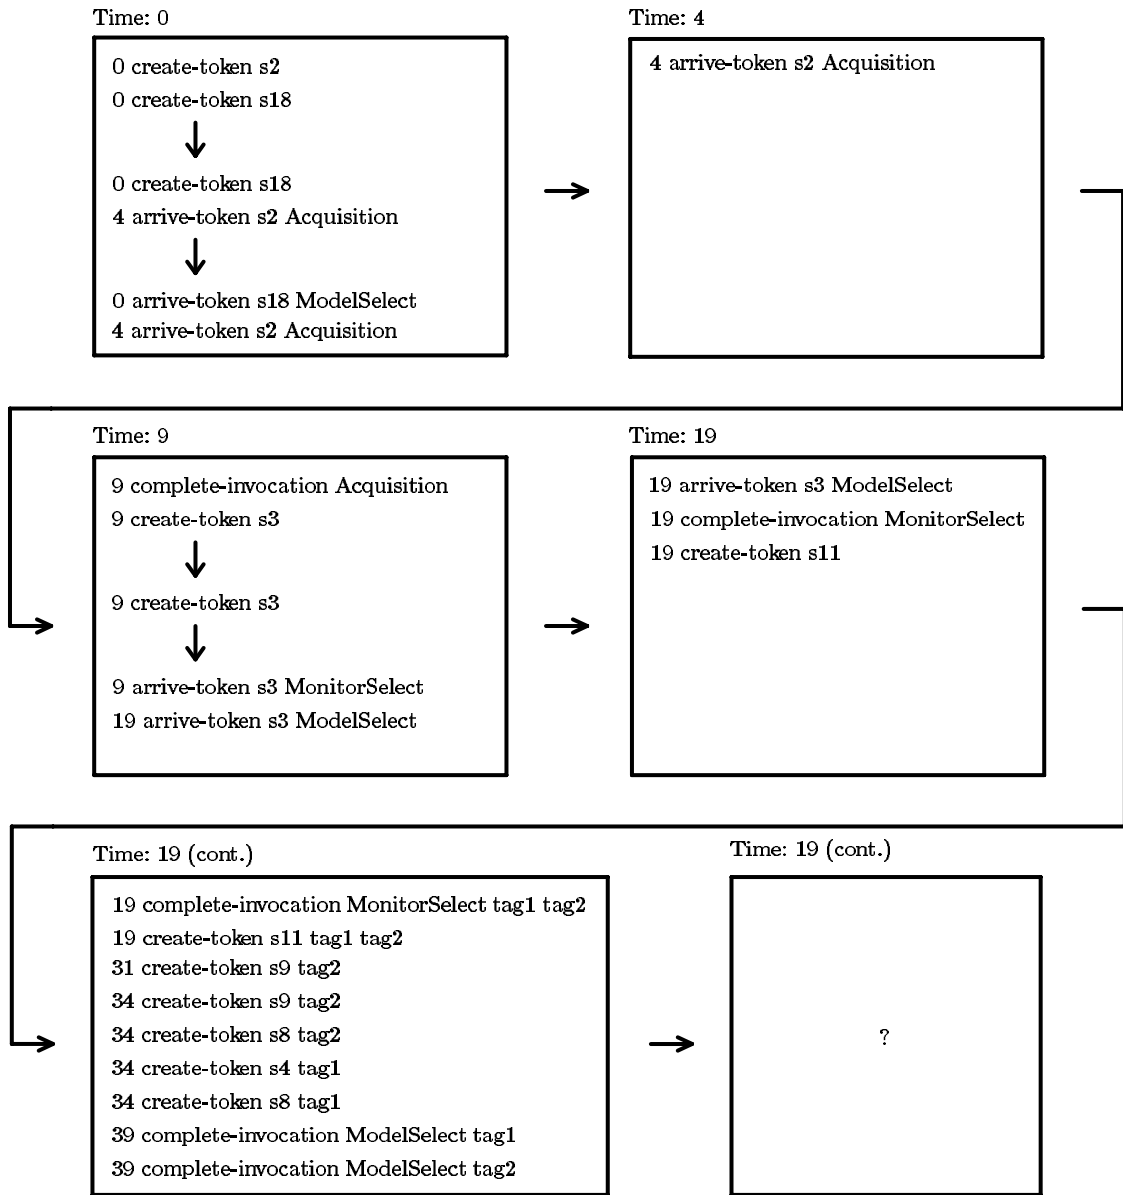 Time: 0
0 create-token s2
0 create-token s18
0 create-token s18
4 arrive-token s2 Acquisition
0 arrive-token s18 ModelSelect
4 arrive-token s2 Acquisition
Time: 4
4 arrive-token s2 Acquisition
Time: 9
9 complete-invocation Acquisition
9 create-token s3
9 create-token s3
9 arrive-token s3 MonitorSelect
19 arrive-token s3 ModelSelect
Time: 19
19 arrive-token s3 ModelSelect
19 complete-invocation MonitorSelect
19 create-token s11
Time: 19 (cont.)
19 complete-invocation MonitorSelect tag1 tag2
19 create-token s11 tag1 tag2
31 create-token s9 tag2
34 create-token s9 tag2
34 create-token s8 tag2
34 create-token s4 tag1
34 create-token s8 tag1
39 complete-invocation ModelSelect tag1
39 complete-invocation ModelSelect tag2
Time: 19 (cont.)
?